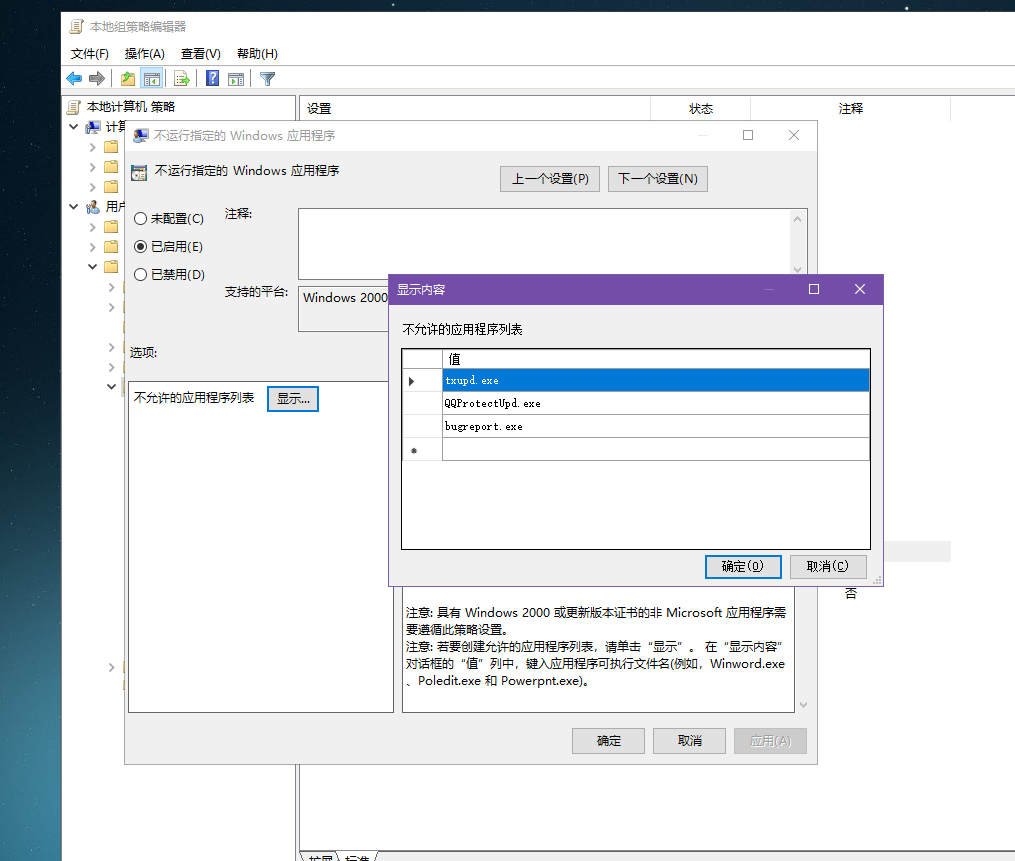 本地组策略编辑器
文件(F) 操作(A) 查看(V) 帮助(H)
本地计算机 策略
设置 状态 注释
计算
不运行指定的 Windows 应用程序
不运行指定的 Windows 应用程序
上一个设置(P) 下一个设置(N)
用户
未配置(C)
注释:
已启用(E)
已禁用(D)
支持的平台:
Windows 2000
显示内容
不允许的应用程序列表
选项:
值
不允许的应用程序列表 显示...
txupd.exe
QQProtectUpd.exe
bugreport.exe
确定(O) 取消(C)
否
注意: 具有 Windows 2000 或更新版本证书的非 Microsoft 应用程序需
要遵循此策略设置。
注意: 若要创建允许的应用程序列表，请单击“显示”。 在“显示内容”
对话框的“值”列中，键入应用程序可执行文件名(例如，Winword.exe
、Poledit.exe 和 Powerpnt.exe)。
确定 取消 应用(A)
扩展 标准